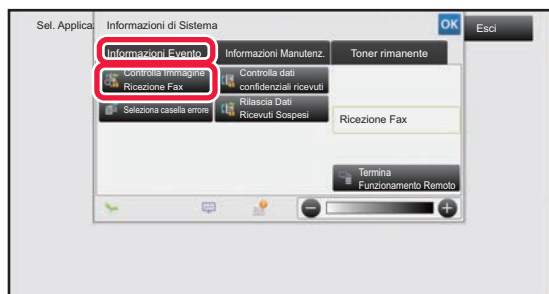 Sel. Applica
Informazioni di Sistema
OK
Esci
Informazioni Evento
Informazioni Manutenz.
Toner rimanente
Controlla Immagine
Ricezione Fax
Controlla dati
confidenziali ricevuti
Seleziona casella errore
Rilascia Dati
Ricevuti Sospesi
Ricezione Fax
Termina
Funzionamento Remoto